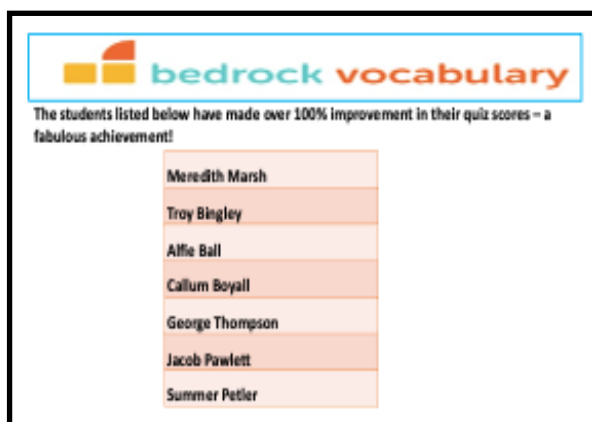 bedrock vocabulary
The students listed below have made over 100% improvement in their quiz scores – a
fabulous achievement!
Meredith Marsh
Troy Bingley
Alfie Ball
Callum Boyall
George Thompson
Jacob Pawlett
Summer Petler